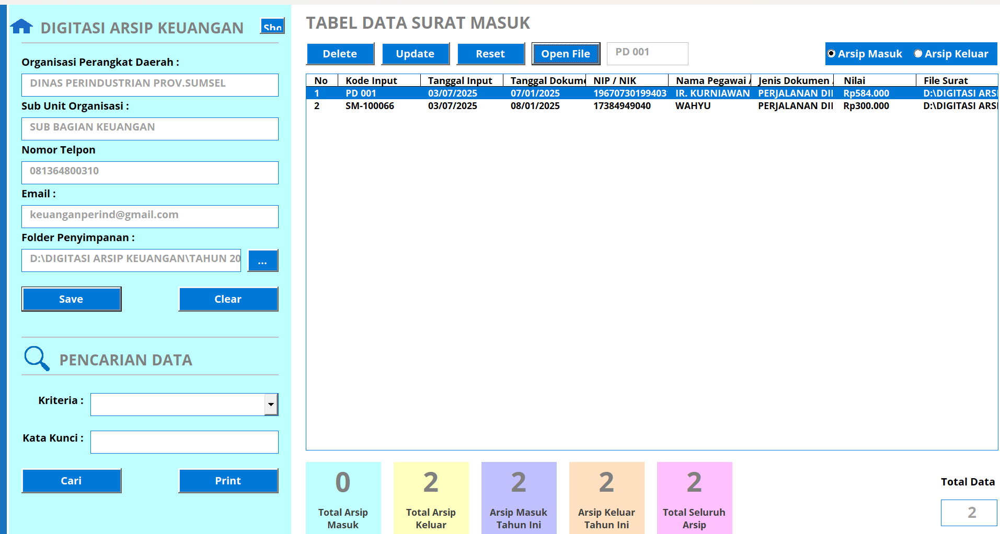 DIGITASI ARSIP KEUANGAN
Sho
Organisasi Perangkat Daerah :
DINAS PERINDUSTRIAN PROV.SUMSEL
Sub Unit Organisasi :
SUB BAGIAN KEUANGAN
Nomor Telpon
081364800310
Email :
keuanganperind@gmail.com
Folder Penyimpanan :
D:\DIGITASI ARSIP KEUANGAN\TAHUN 20 ...
Save Clear
PENCARIAN DATA
Kriteria :
Kata Kunci :
Cari Print
TABEL DATA SURAT MASUK
Delete Update Reset Open File PD 001 Arsip Masuk Arsip Keluar
No Kode Input Tanggal Input Tanggal Dokume NIP / NIK Nama Pegawai / Jenis Dokumen / Nilai File Surat
1 PD 001 03/07/2025 07/01/2025 19670730199403 IR. KURNIAWAN PERJALANAN DII Rp584.000 D:\DIGITASI ARSI
2 SM-100066 03/07/2025 08/01/2025 17384949040 WAHYU PERJALANAN DII Rp300.000 D:\DIGITASI ARSI
0
Total Arsip
Masuk
2
Total Arsip
Keluar
2
Arsip Masuk
Tahun Ini
2
Arsip Keluar
Tahun Ini
2
Total Seluruh
Arsip
Total Data
2